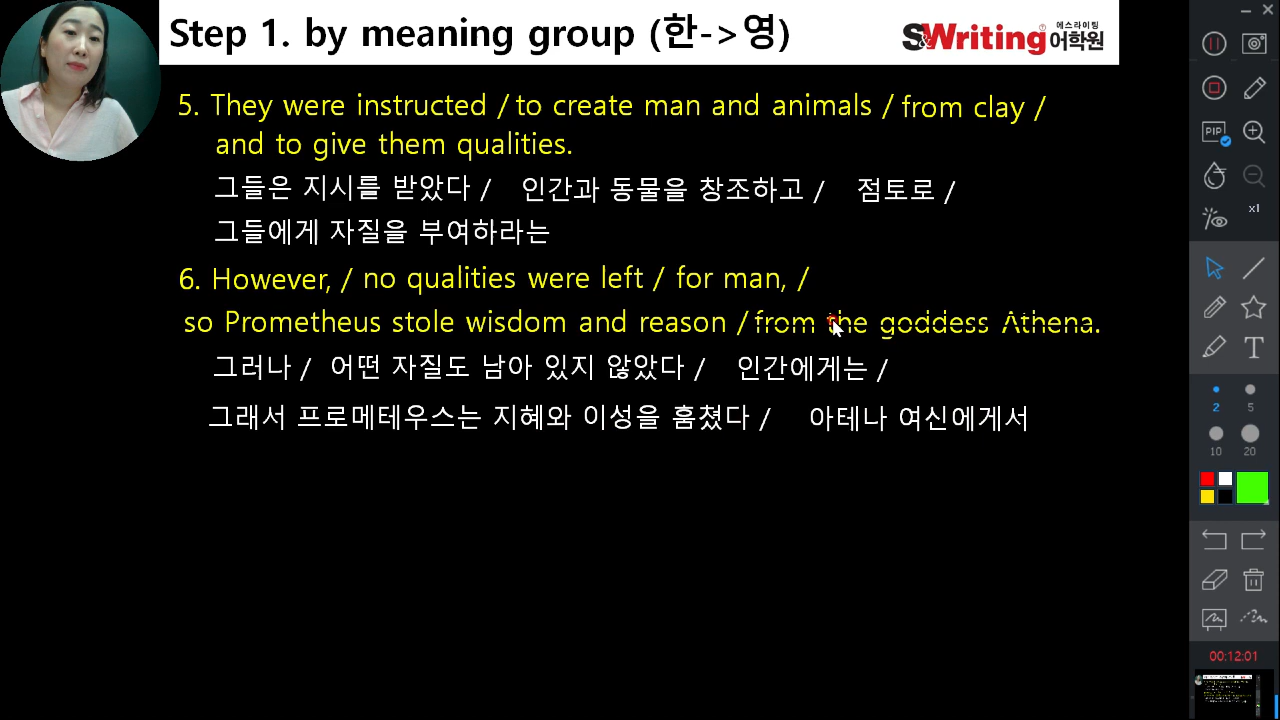 Step 1. by meaning group (한->영)
에스라이팅
S&Writing 어학원
5. They were instructed / to create man and animals / from clay /
and to give them qualities.
그들은 지시를 받았다 / 인간과 동물을 창조하고 / 점토로 /
그들에게 자질을 부여하라는
6. However, / no qualities were left / for man, /
so Prometheus stole wisdom and reason / from the goddess Athena.
그러나 / 어떤 자질도 남아 있지 않았다 / 인간에게는 /
그래서 프로메테우스는 지혜와 이성을 훔쳤다 / 아테나 여신에게서
PIP
x1
T
2 5
10 20
00:12:01